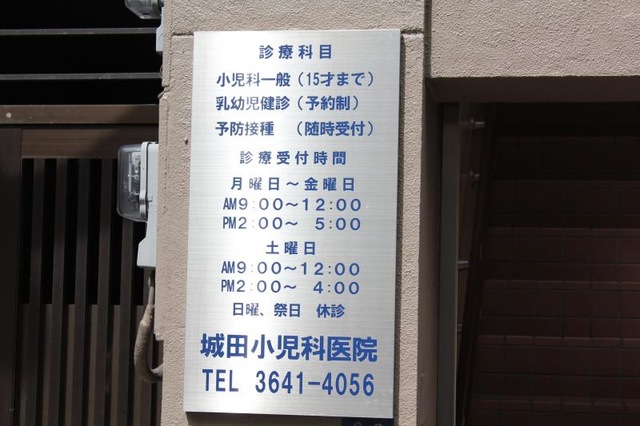 診療科目
小児科一般（15才まで）
乳幼児健診（予約制）
予防接種　（随時受付）
診療受付時間
月曜日～金曜日
AM9:00～12:00
PM2:00～ 5:00
土曜日
AM9:00～12:00
PM2:00～ 4:00
日曜、祭日　休診
城田小児科医院
TEL 3641-4056